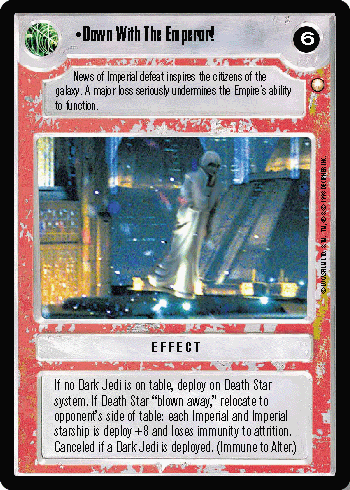 •Down With The Emperor!
6
News of Imperial defeat inspires the citizens of the
galaxy. A major loss seriously undermines the Empire's ability
to function.
EFFECT
If no Dark Jedi is on table, deploy on Death Star
system. If Death Star “blown away,” relocate to
opponent's side of table: each Imperial and Imperial
starship is deploy +8 and loses immunity to attrition.
Canceled if a Dark Jedi is deployed. (Immune to Alter.)